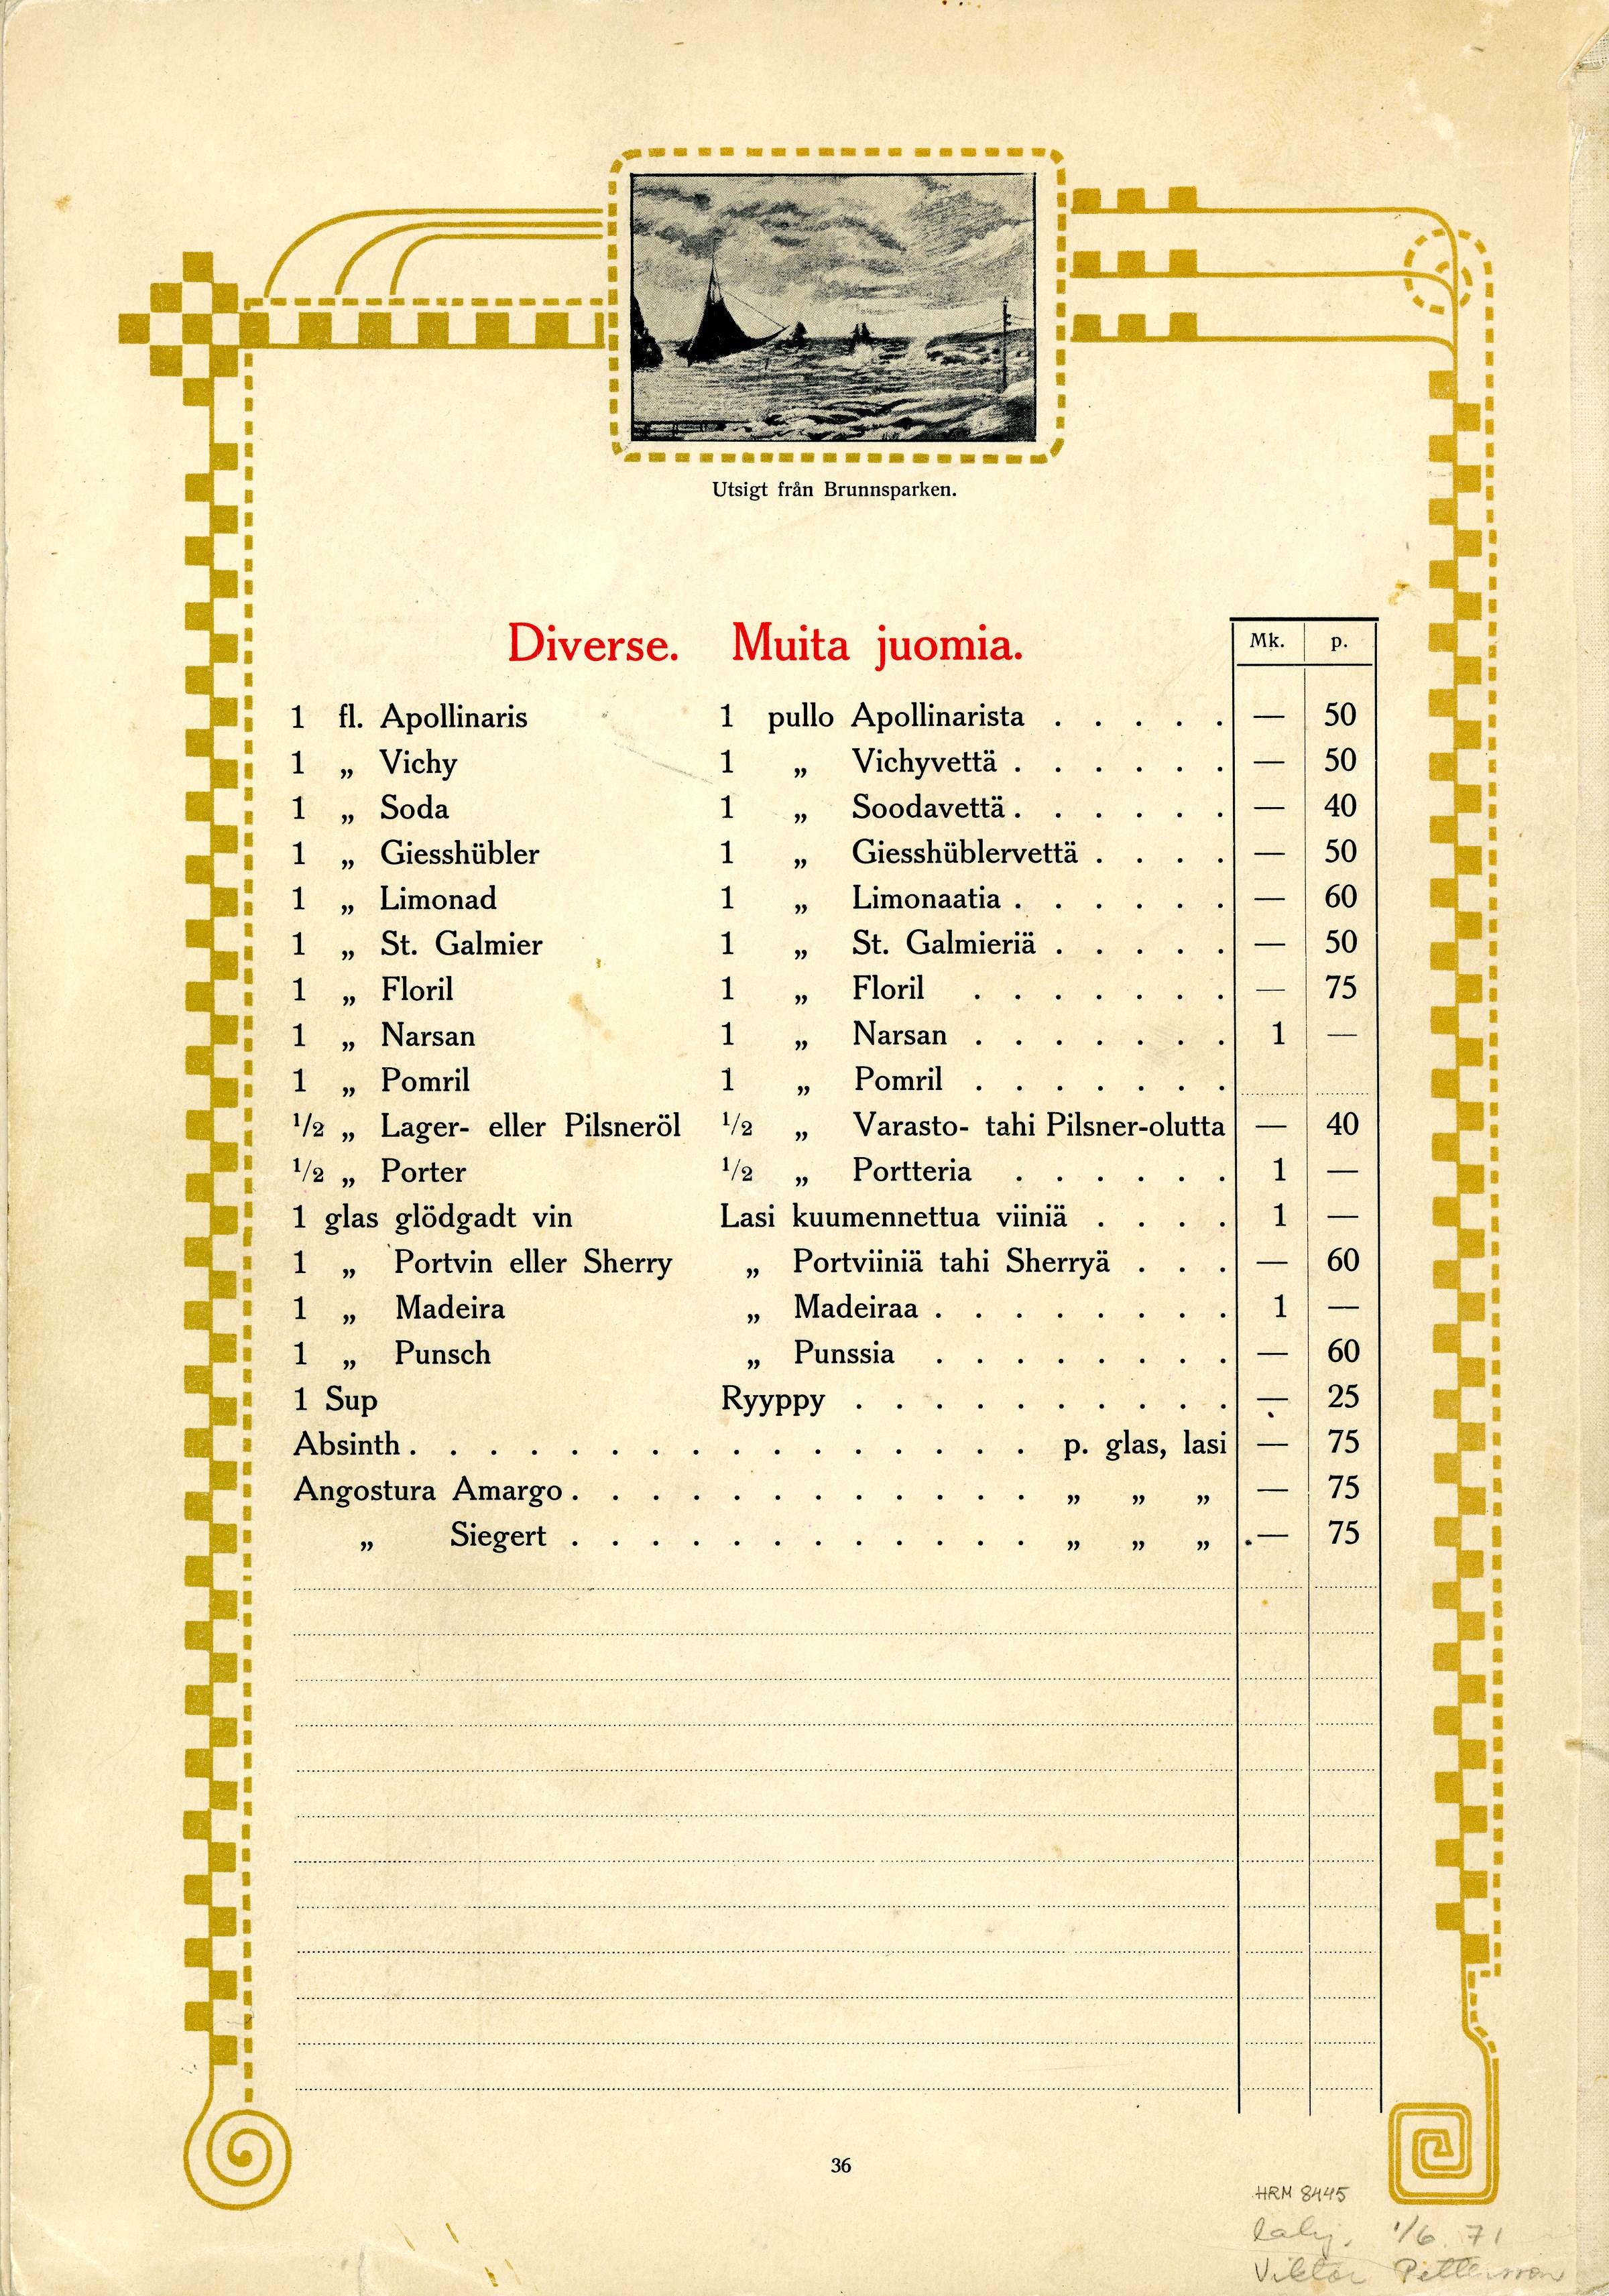 Utsigt från Brunnsparken.
Diverse. Muita juomia. Mk. p.
1 fl. Apollinaris 1 pullo Apollinarista . . . . . — 50
1 „ Vichy 1 „ Vichyvettä . . . . . . — 50
1 „ Soda 1 „ Soodavettä . . . . . . — 40
1 „ Giesshübler 1 „ Giesshüblervettä . . . . — 50
1 „ Limonad 1 „ Limonaatia . . . . . . — 60
1 „ St. Galmier 1 „ St. Galmieriä . . . . . — 50
1 „ Floril 1 „ Floril . . . . . . . — 75
1 „ Narsan 1 „ Narsan . . . . . . . 1 —
1 „ Pomril 1 „ Pomril . . . . . . .
1/2 „ Lager- eller Pilsneröl 1/2 „ Varasto- tahi Pilsner-olutta — 40
1/2 „ Porter 1/2 „ Portteria . . . . . . 1 —
1 glas glödgadt vin Lasi kuumennettua viiniä . . . . 1 —
1 „ Portvin eller Sherry „ Portviiniä tahi Sherryä . . . — 60
1 „ Madeira „ Madeiraa . . . . . . . . 1 —
1 „ Punsch „ Punssia . . . . . . . . — 60
1 Sup Ryyppy . . . . . . . . . . — 25
Absinth . . . . . . . . . . . . . . . . p. glas, lasi — 75
Angostura Amargo . . . . . . . . . . . . „ „ „ — 75
„ Siegert . . . . . . . . . . . . „ „ „ — 75
36
HRM 8445
lahj. 1/6 71
Viktor Pettersson